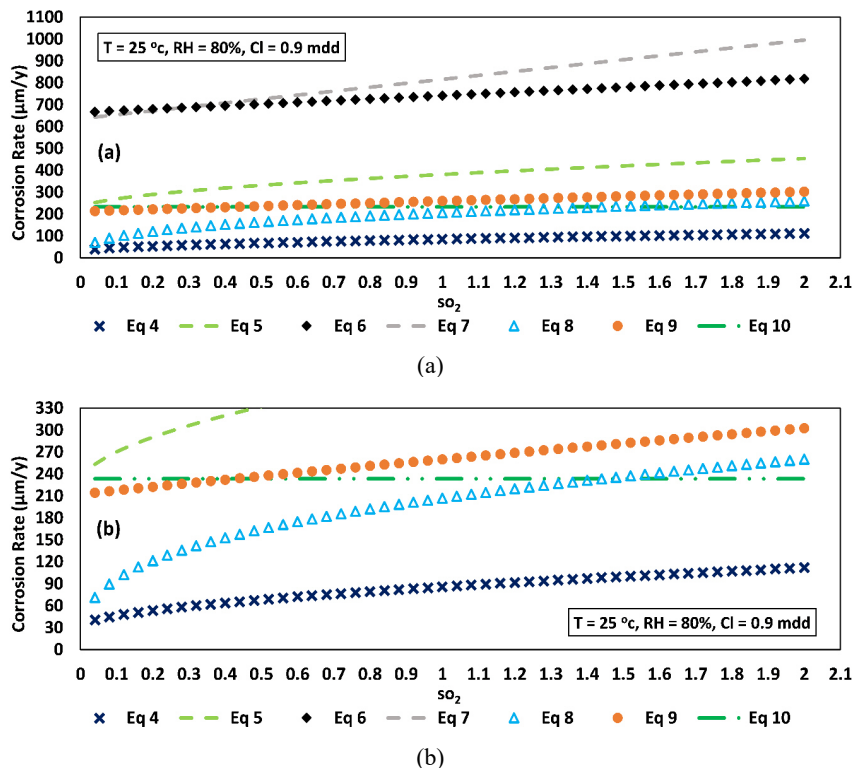 1100
1000
900
800
700
600
500
400
300
200
100
0
Corrosion Rate (µm/y)
T = 25 ºc, RH = 80%, Cl = 0.9 mdd
(a)
0 0.1 0.2 0.3 0.4 0.5 0.6 0.7 0.8 0.9 1 1.1 1.2 1.3 1.4 1.5 1.6 1.7 1.8 1.9 2 2.1
SO2
Eq 4 Eq 5 Eq 6 Eq 7 Eq 8 Eq 9 Eq 10
(a)
330
300
270
240
210
180
150
120
90
60
30
0
Corrosion Rate (µm/y)
(b)
T = 25 ºc, RH = 80%, Cl = 0.9 mdd
0 0.1 0.2 0.3 0.4 0.5 0.6 0.7 0.8 0.9 1 1.1 1.2 1.3 1.4 1.5 1.6 1.7 1.8 1.9 2 2.1
SO2
Eq 4 Eq 5 Eq 6 Eq 7 Eq 8 Eq 9 Eq 10
(b)